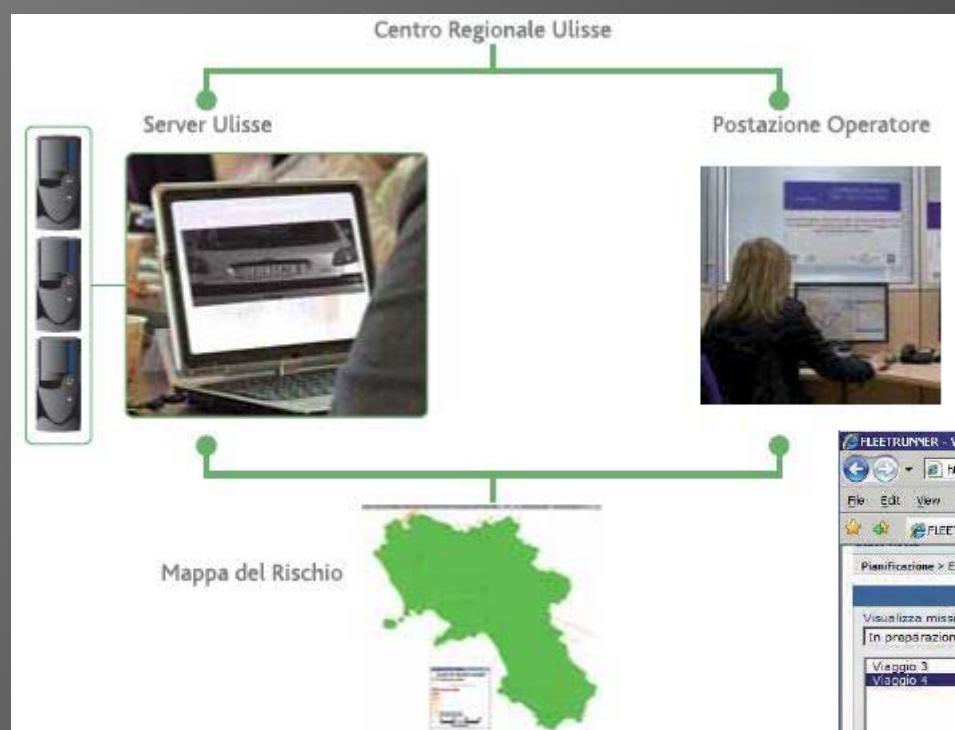 Centro Regionale Ulisse
Server Ulisse
Postazione Operatore
Mappa del Rischio
FLEETRUNNER - 
File Edit View
Pianificazione >
Visualizza
In
Viaggio 3
Viaggio 4